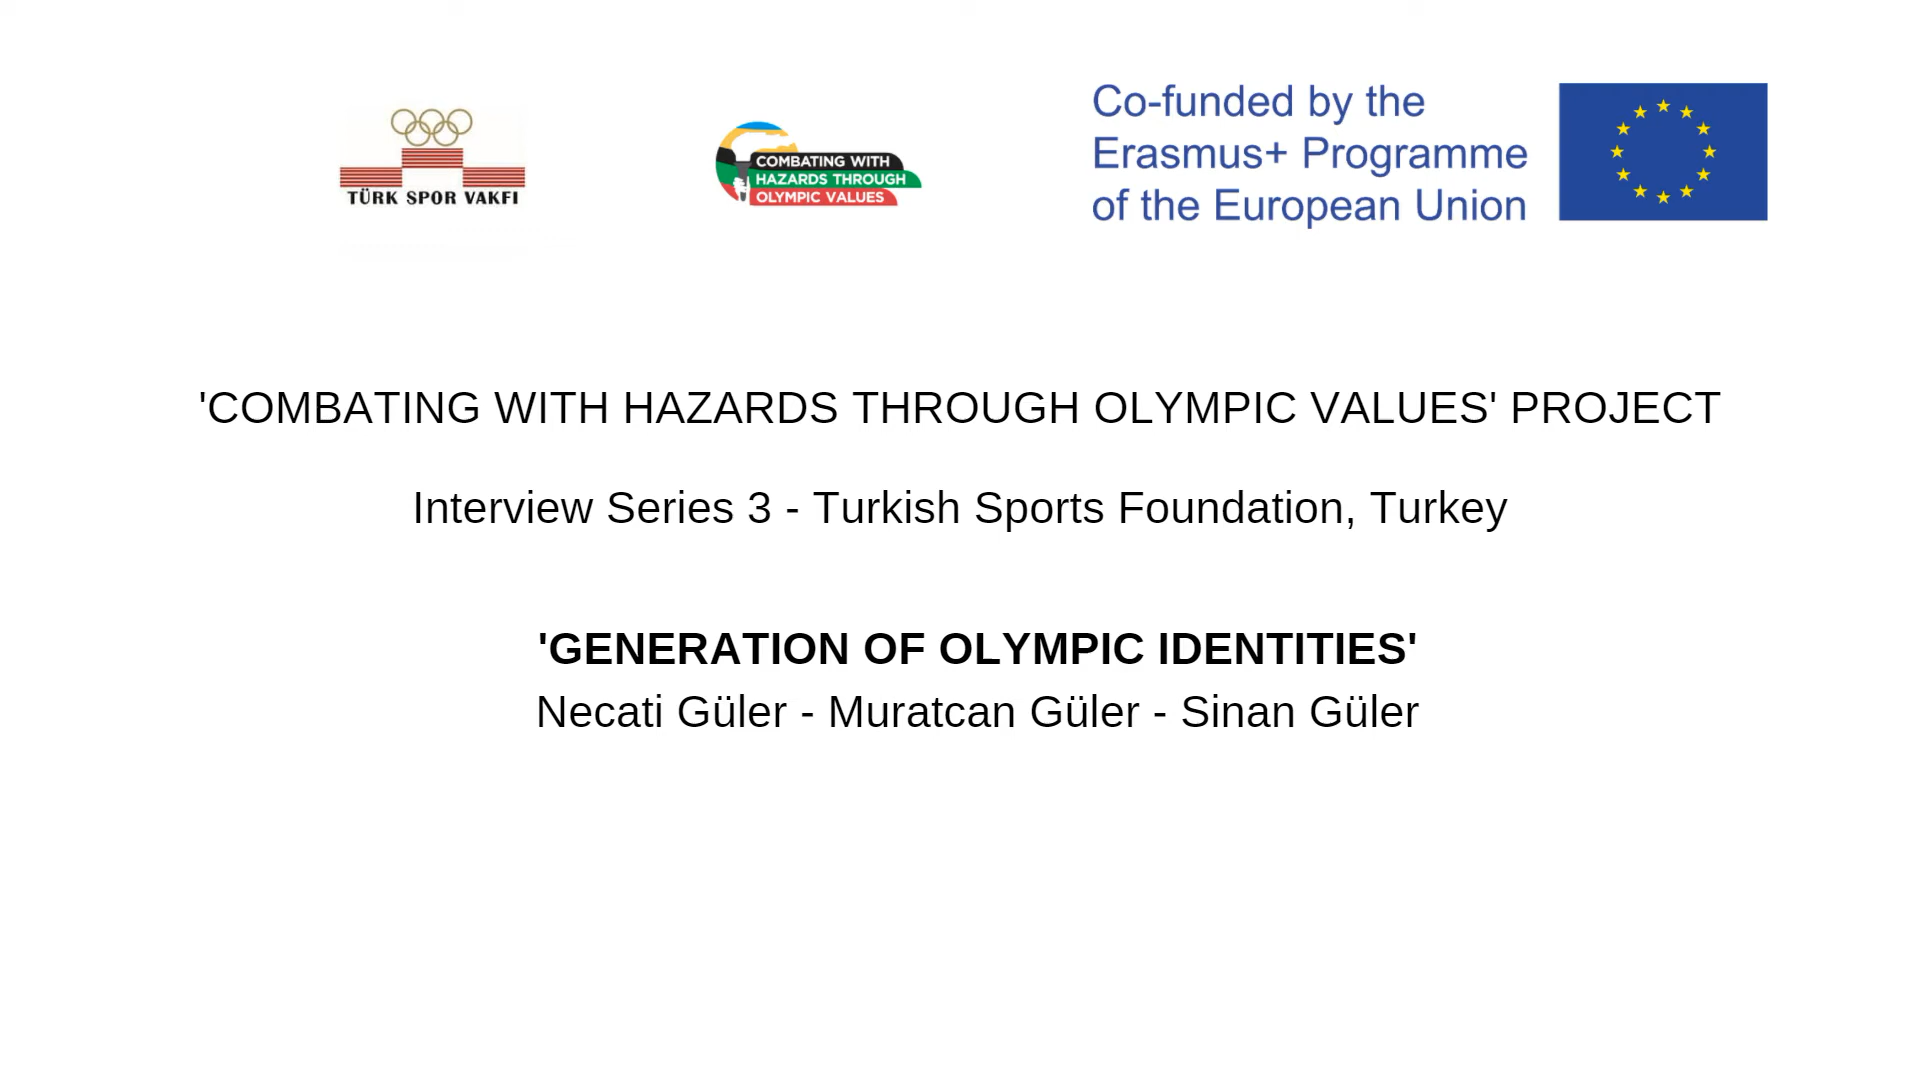 TÜRK SPOR VAKFI
COMBATING WITH
HAZARDS THROUGH
OLYMPIC VALUES
Co-funded by the
Erasmus+ Programme
of the European Union
'COMBATING WITH HAZARDS THROUGH OLYMPIC VALUES' PROJECT
Interview Series 3 - Turkish Sports Foundation, Turkey
'GENERATION OF OLYMPIC IDENTITIES'
Necati Güler - Muratcan Güler - Sinan Güler